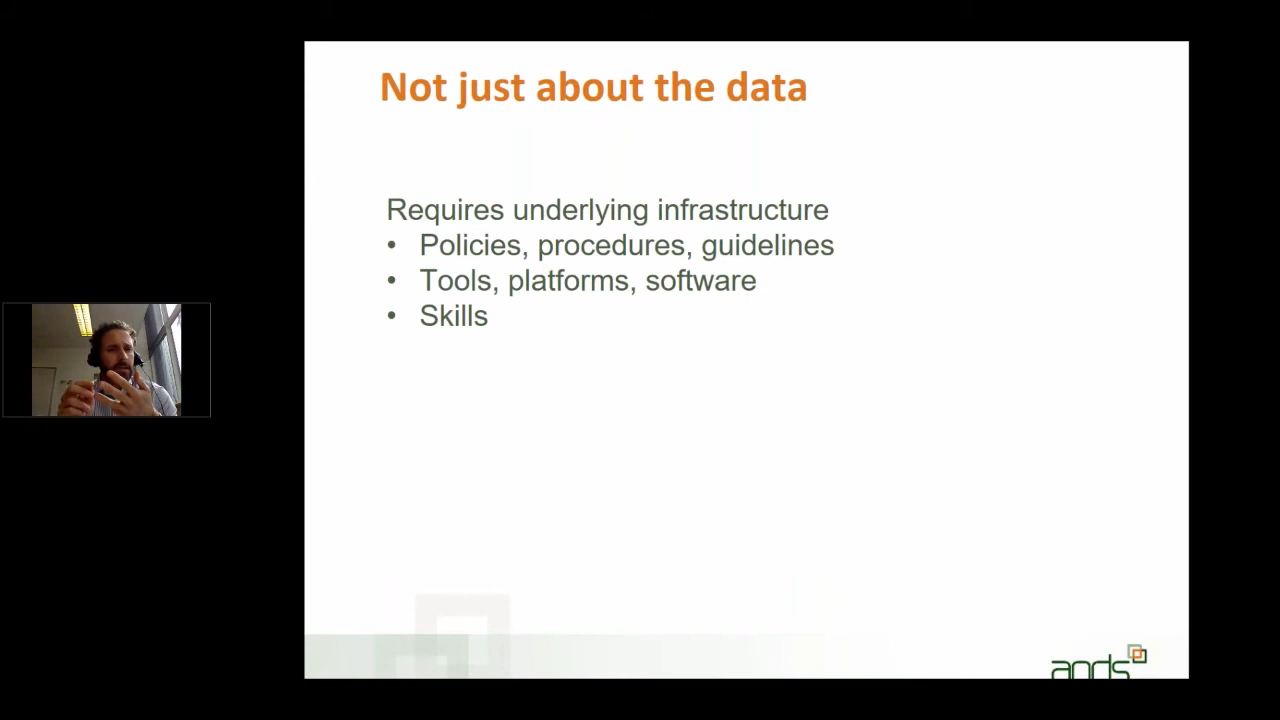 Not just about the data
Requires underlying infrastructure
• Policies, procedures, guidelines
• Tools, platforms, software
• Skills
ands